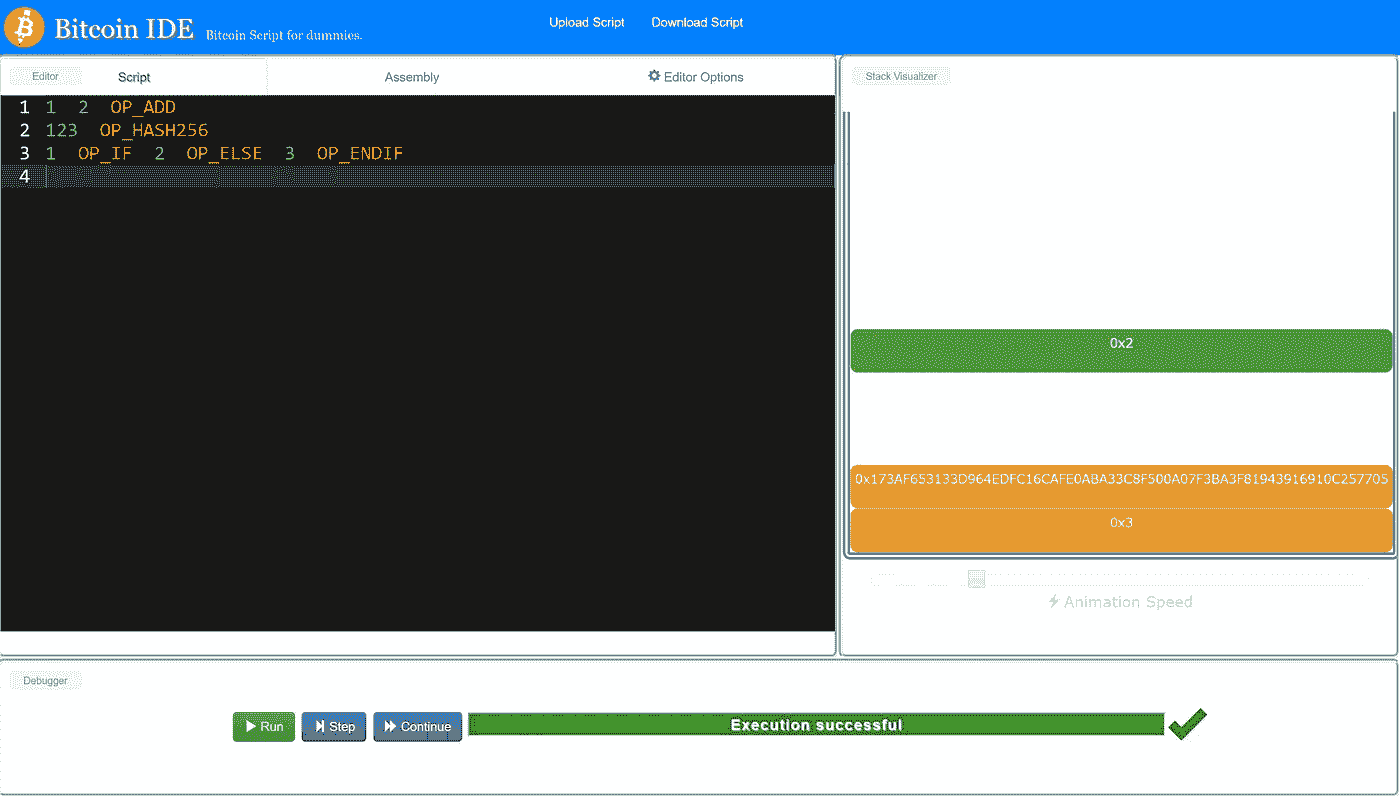 Bitcoin IDE Bitcoin Script for dummies. Upload Script Download Script
Editor Script Assembly Editor Options
1 1 2 OP_ADD
2 123 OP_HASH256
3 1 OP_IF 2 OP_ELSE 3 OP_ENDIF
4
Stack Visualizer
0x2
0x173AF653133D964EDFC16CAFE0ABA33C8F500A07F3BA3F81943916910C257705
0x3
Animation Speed
Debugger
Run Step Continue Execution successful